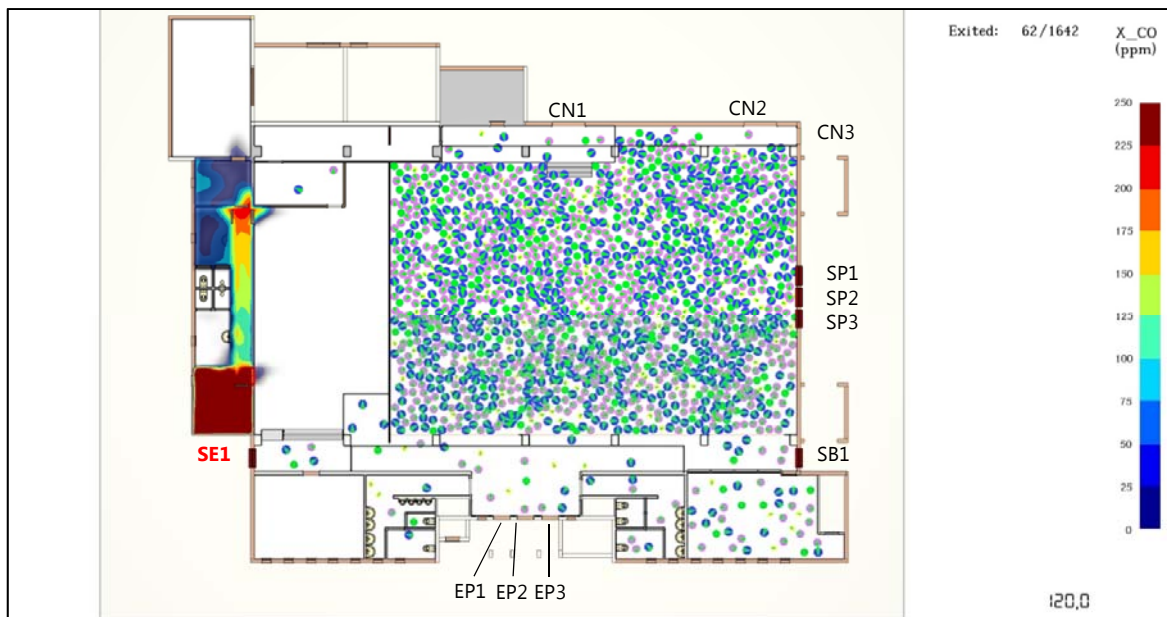 Exited: 62/1642 X_CO
(ppm)
250
225
200
175
150
125
100
75
50
25
0
CN1 CN2
CN3
SP1
SP2
SP3
SE1 SB1
EP1 EP2 EP3
120,0